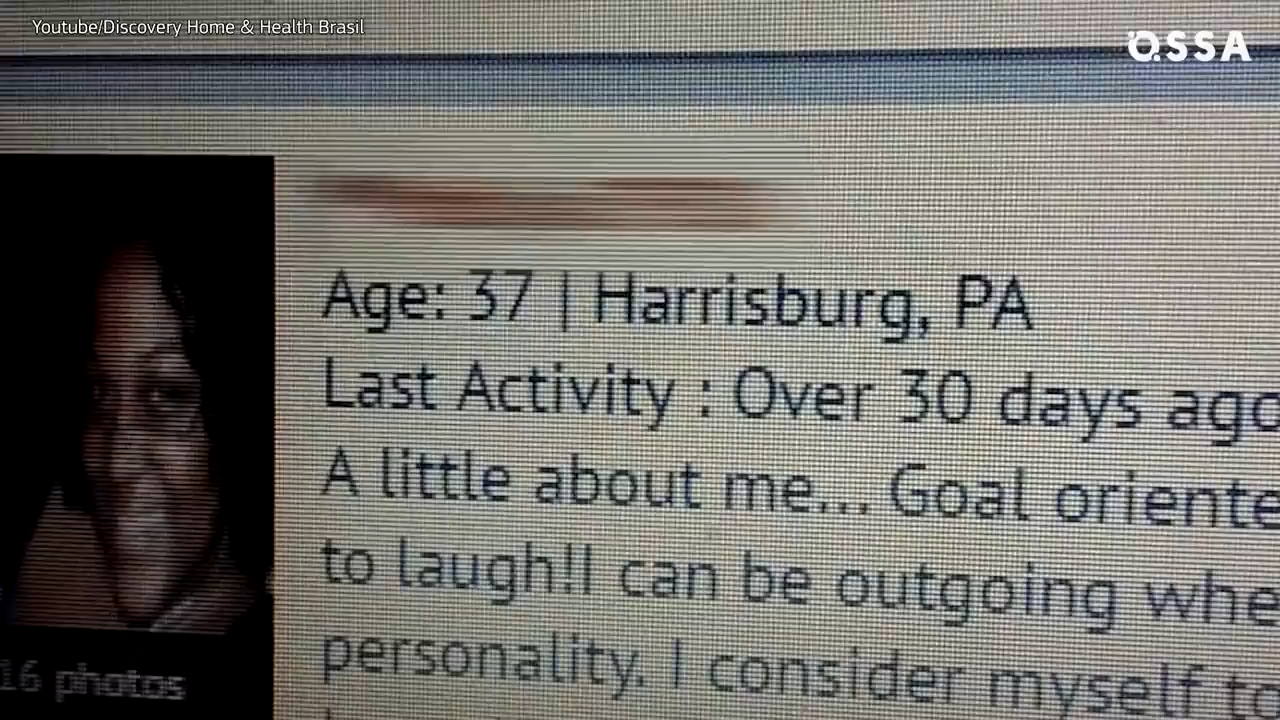 Youtube/Discovery Home & Health Brasil
OSSA
Age: 37 | Harrisburg, PA
Last Activity : Over 30 days ago
A little about me... Goal oriente
to laugh!I can be outgoing whe
personality. I consider myself to
16 photos